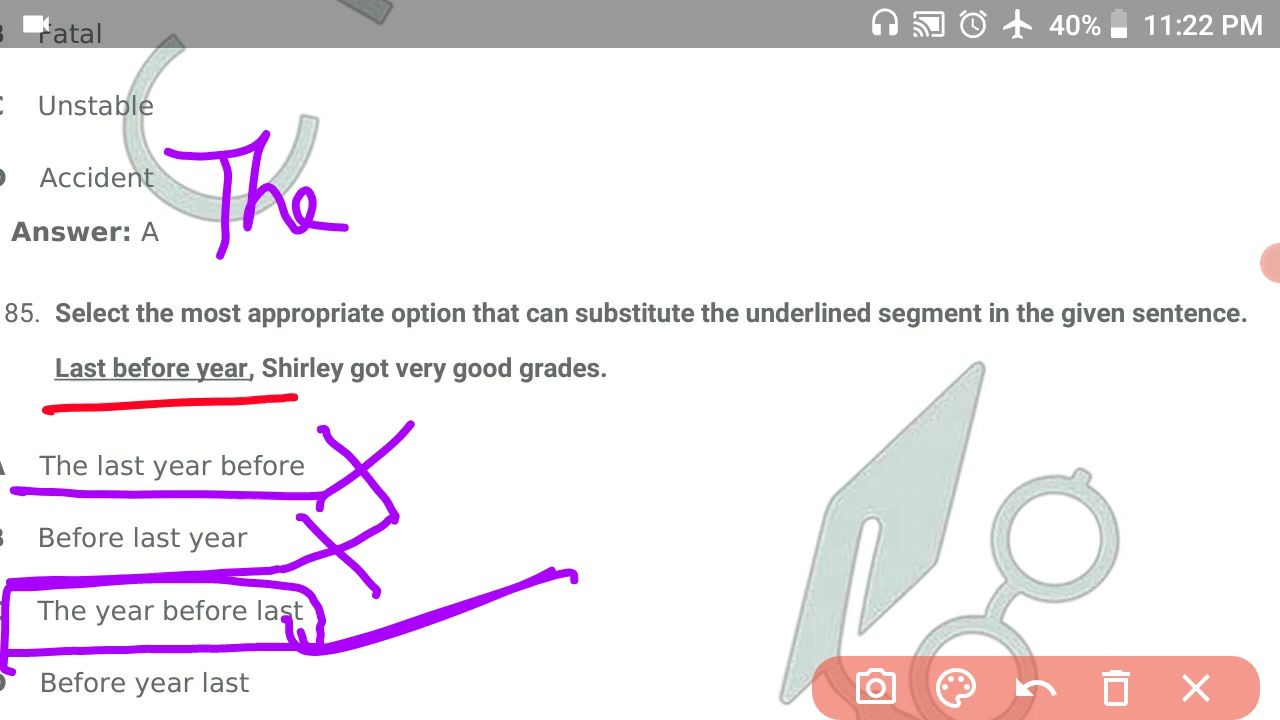 Fatal
40% 11:22 PM
Unstable
Accident
The
Answer: A
85. Select the most appropriate option that can substitute the underlined segment in the given sentence.
Last before year, Shirley got very good grades.
The last year before
Before last year
The year before last
Before year last